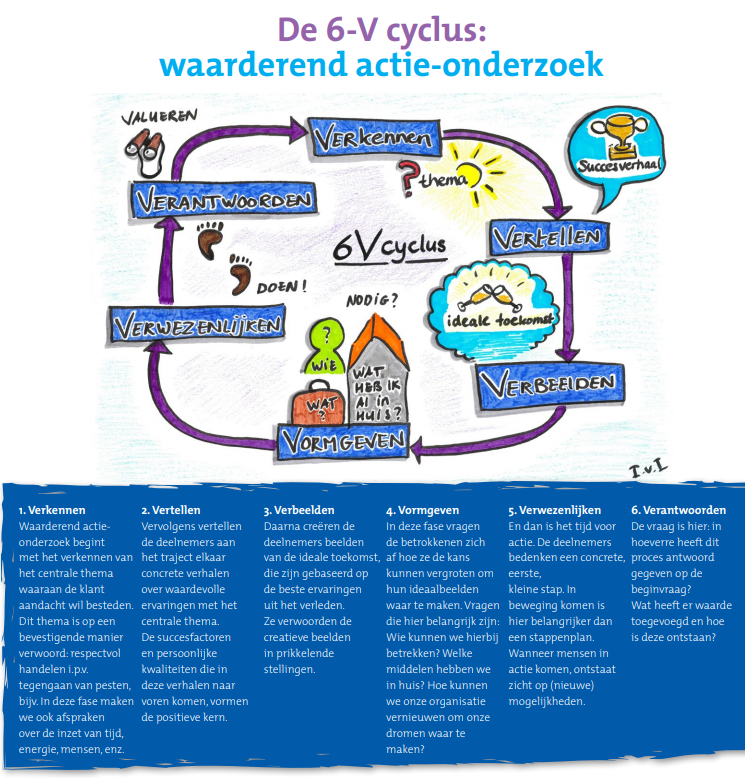 De 6-V cyclus:
waarderend actie-onderzoek
VALUEREN
VERKENNEN
? thema
Succesverhaal
VERANTWOORDEN
VERTELLEN
6V cyclus
DOEN!
ideale toekomst
NODIG?
VERWEZENLIJKEN
?
WIE
WAT
HEB IK
AL in
HUIS?
WAT
?
VERBEELDEN
VORMGEVEN
I.v.I
1. Verkennen
Waarderend actie-
onderzoek begint
met het verkennen van
het centrale thema
waaraan de klant
aandacht wil besteden.
Dit thema is op een
bevestigende manier
verwoord: respectvol
handelen i.p.v.
tegengaan van pesten,
bijv. In deze fase maken
we ook afspraken
over de inzet van tijd,
energie, mensen, enz.
2. Vertellen
Vervolgens vertellen
de deelnemers aan
het traject elkaar
concrete verhalen
over waardevolle
ervaringen met het
centrale thema.
De succesfactoren
en persoonlijke
kwaliteiten die in
deze verhalen naar
voren komen, vormen
de positieve kern.
3. Verbeelden
Daarna creëren de
deelnemers beelden
van de ideale toekomst,
die zijn gebaseerd op
de beste ervaringen
uit het verleden.
Ze verwoorden de
creatieve beelden
in prikkelende
stellingen.
4. Vormgeven
In deze fase vragen
de betrokkenen zich
af hoe ze de kans
kunnen vergroten om
hun ideaalbeelden
waar te maken. Vragen
die hier belangrijk zijn:
Wie kunnen we hierbij
betrekken? Welke
middelen hebben we
in huis? Hoe kunnen
we onze organisatie
vernieuwen om onze
dromen waar te
maken?
5. Verwezenlijken
En dan is het tijd voor
actie. De deelnemers
bedenken een concrete,
eerste,
kleine stap. In
beweging komen is
hier belangrijker dan
een stappenplan.
Wanneer mensen in
actie komen, ontstaat
zicht op (nieuwe)
mogelijkheden.
6. Verantwoorden
De vraag is hier: in
hoeverre heeft dit
proces antwoord
gegeven op de
beginvraag?
Wat heeft er waarde
toegevoegd en hoe
is deze ontstaan?